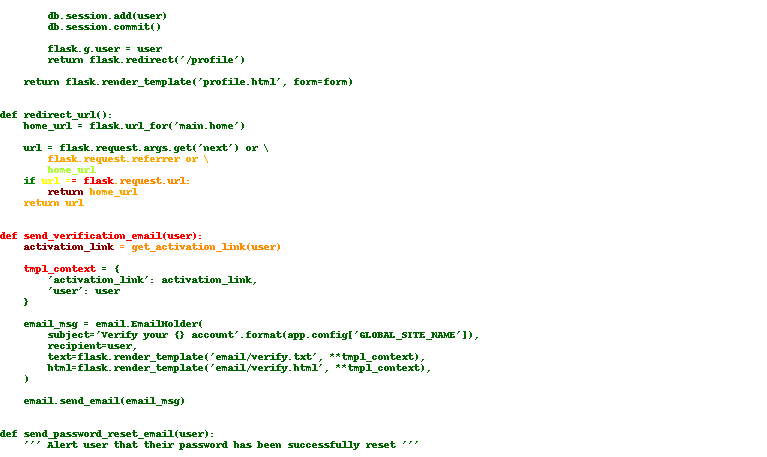 db.session.add(user)
db.session.commit()
flask.g.user = user
return flask.redirect('/profile')
return flask.render_template('profile.html', form=form)
def redirect_url():
home_url = flask.url_for('main.home')
url = flask.request.args.get('next') or \
flask.request.referrer or \
home_url
if url == flask.request.url:
return home_url
return url
def send_verification_email(user):
activation_link = get_activation_link(user)
tmpl_context = {
'activation_link': activation_link,
'user': user
}
email_msg = email.EmailHolder(
subject='Verify your {} account'.format(app.config['GLOBAL_SITE_NAME']),
recipient=user,
text=flask.render_template('email/verify.txt', **tmpl_context),
html=flask.render_template('email/verify.html', **tmpl_context),
)
email.send_email(email_msg)
def send_password_reset_email(user):
''' Alert user that their password has been successfully reset '''